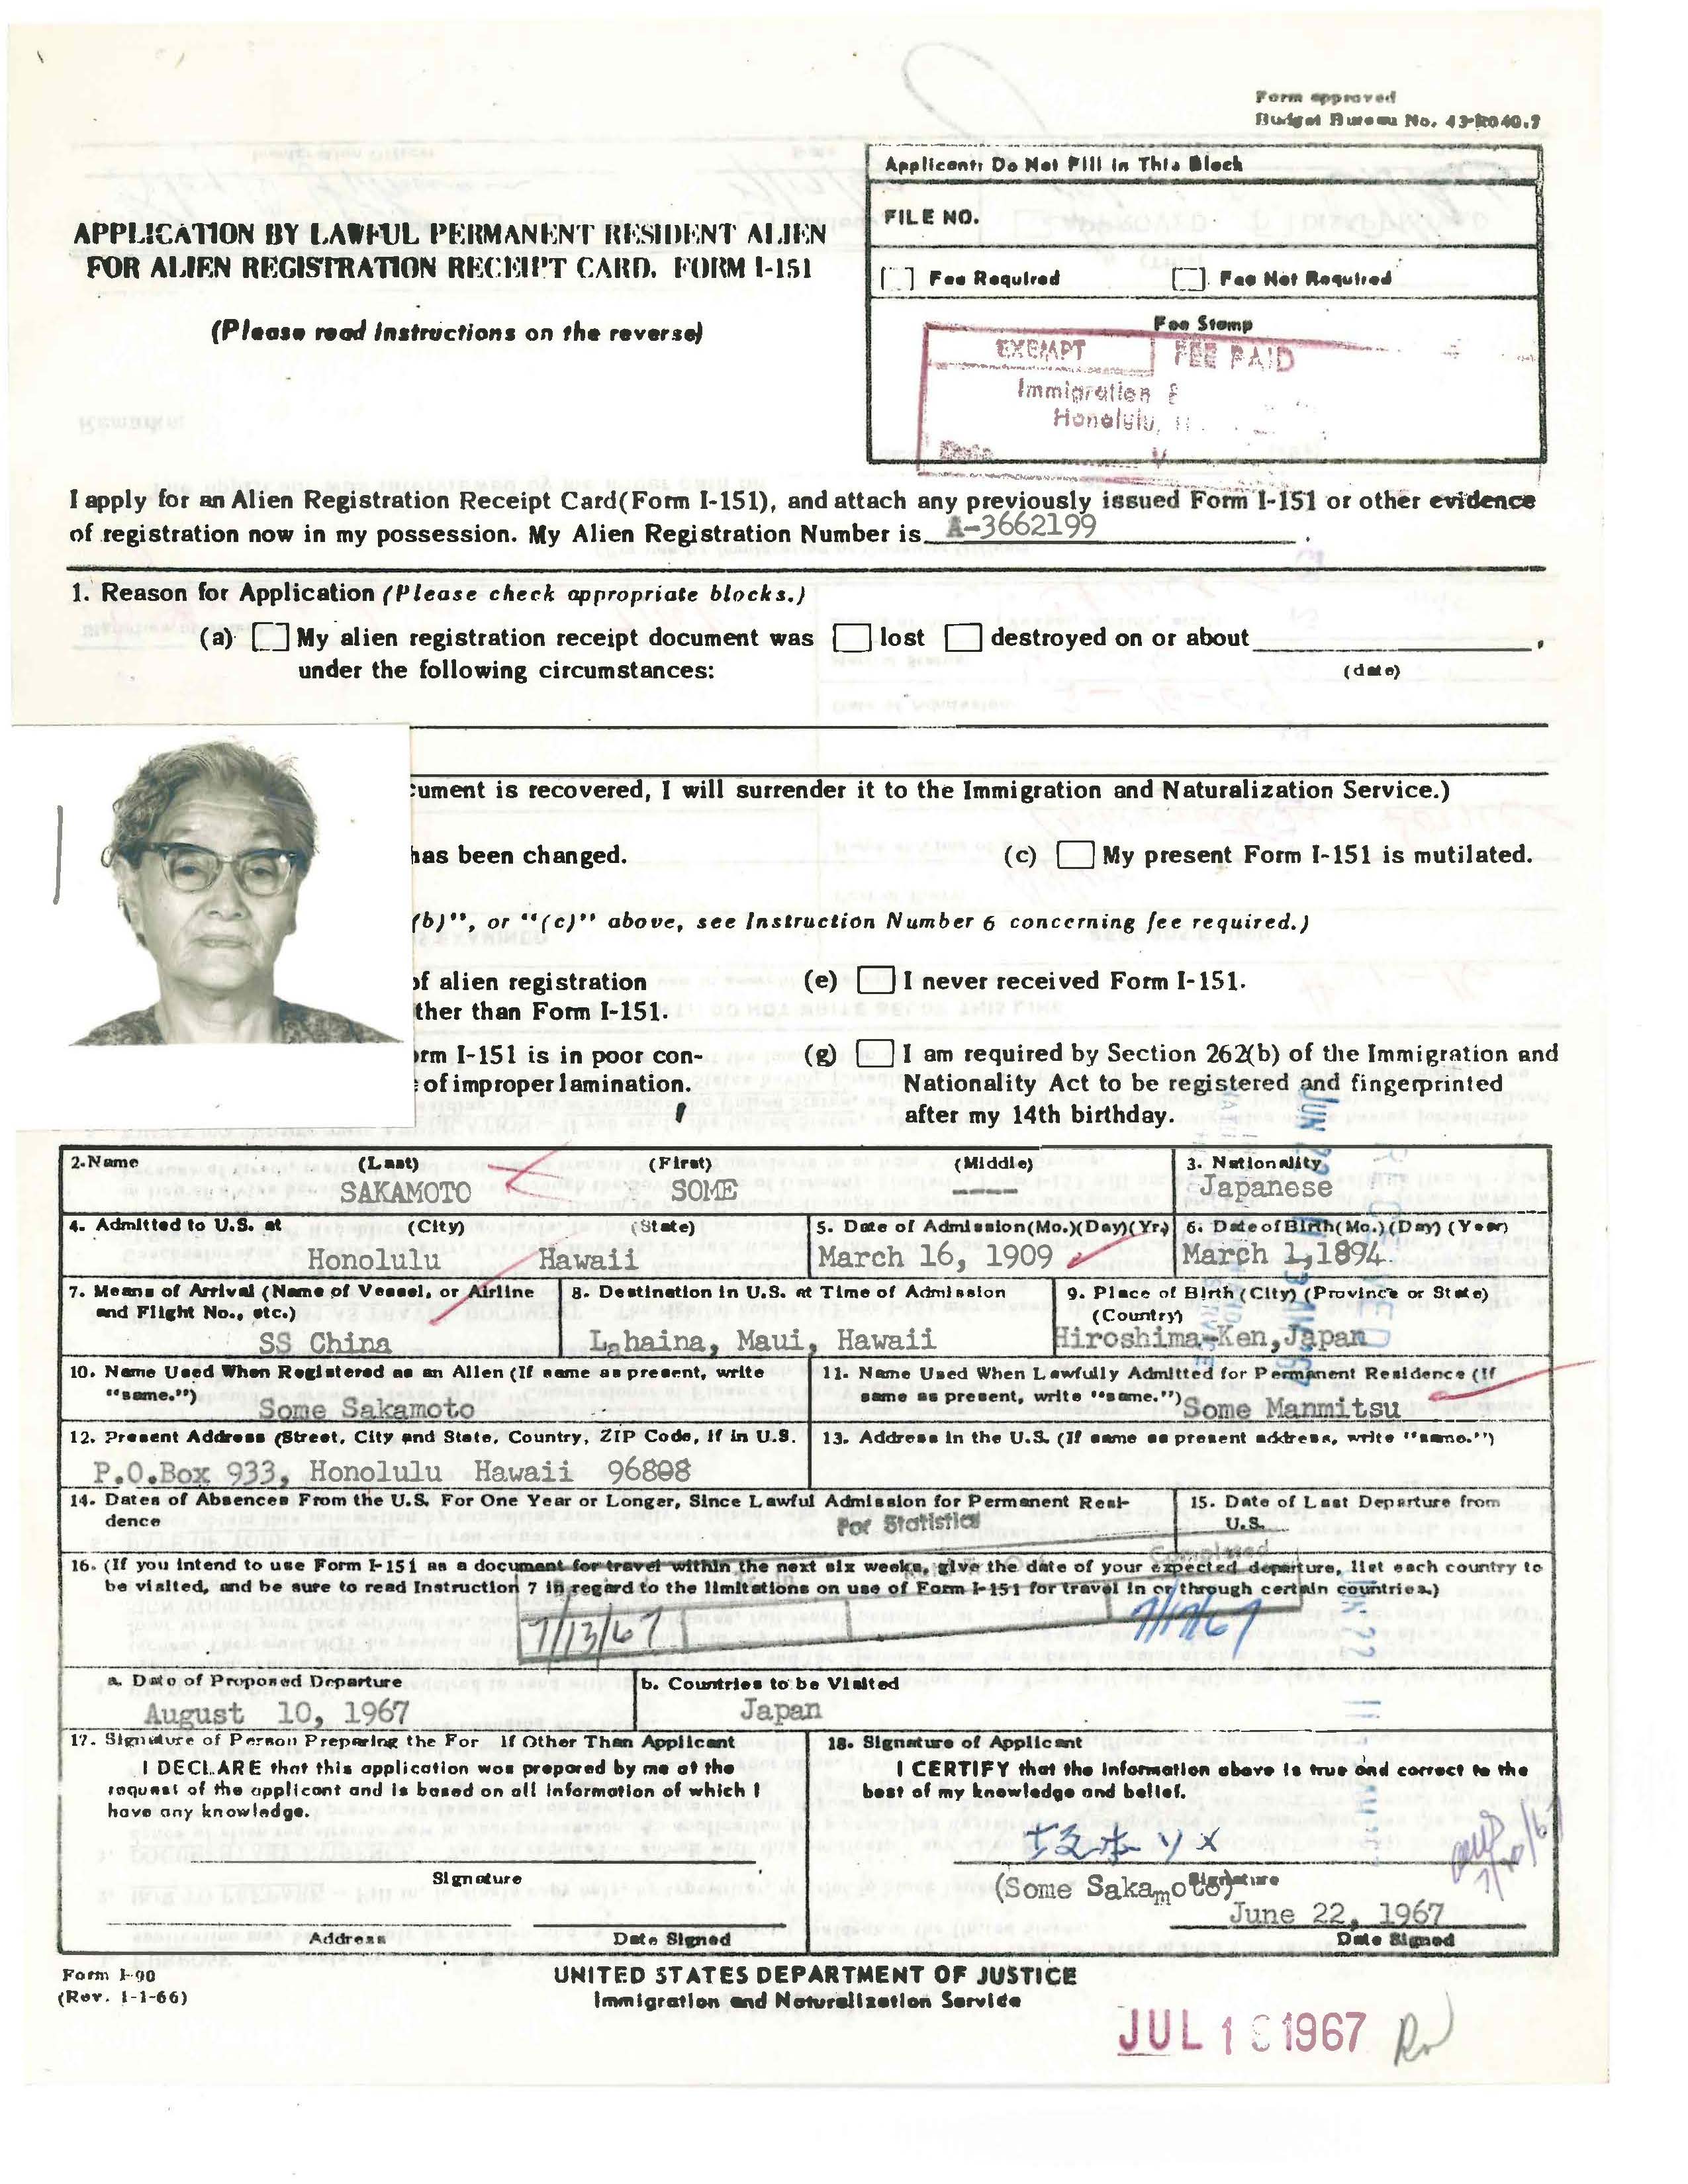 Form approved
Budget Bureau No. 43-R040.7
Applicant: Do Not Fill in This Block
FILE NO.
Fee Required Fee Not Required
Fee Stamp
EXEMPT FEE PAID
Immigration &
Honolulu,
Date
APPLICATION BY LAWFUL PERMANENT RESIDENT ALIEN
FOR ALIEN REGISTRATION RECEIPT CARD, FORM I-151
(Please read Instructions on the reverse)
I apply for an Alien Registration Receipt Card(Form I-151), and attach any previously issued Form I-151 or other evidence
of registration now in my possession. My Alien Registration Number is A-3662199 .
1. Reason for Application (Please check appropriate blocks.)
(a) My alien registration receipt document was lost destroyed on or about ,
under the following circumstances: (date)
cument is recovered, I will surrender it to the Immigration and Naturalization Service.)
has been changed. (c) My present Form I-151 is mutilated.
(b)", or "(c)" above, see Instruction Number 6 concerning fee required.)
of alien registration (e) I never received Form I-151.
ther than Form I-151.
orm I-151 is in poor con- (g) I am required by Section 262(b) of the Immigration and
of improper lamination. Nationality Act to be registered and fingerprinted
after my 14th birthday.
2. Name (Last) (First) (Middle) 3. Nationality
SAKAMOTO SOME ---- Japanese
4. Admitted to U.S. at (City) (State) 5. Date of Admission(Mo.)(Day)(Yr.) 6. Date of Birth(Mo.)(Day)(Year)
Honolulu Hawaii March 16, 1909 March 1,1894
7. Means of Arrival (Name of Vessel, or Airline 8. Destination in U.S. at Time of Admission 9. Place of Birth (City) (Province or State)
and Flight No., etc.) (Country)
SS China Lahaina, Maui, Hawaii Hiroshima-Ken,Japan
10. Name Used When Registered as an Alien (If same as present, write 11. Name Used When Lawfully Admitted for Permanent Residence (If
"same.") same as present, write "same.")
Some Sakamoto Some Manmitsu
12. Present Address (Street, City and State, Country, ZIP Code, if in U.S. 13. Address in the U.S. (If same as present address, write "same.")
P.O.Box 933, Honolulu Hawaii 96808
14. Dates of Absences From the U.S. For One Year or Longer, Since Lawful Admission for Permanent Resi- 15. Date of Last Departure from
dence U.S.
For Statistics
Completed
16. (If you intend to use Form I-151 as a document for travel within the next six weeks, give the date of your expected departure, list each country to
be visited, and be sure to read Instruction 7 in regard to the limitations on use of Form I-151 for travel in or through certain countries.)
7/13/67 7/17/67
a. Date of Proposed Departure b. Countries to be Visited
August 10, 1967 Japan
17. Signature of Person Preparing the For If Other Than Applicant 18. Signature of Applicant
I DECLARE that this application was prepared by me at the I CERTIFY that the information above is true and correct to the
request of the applicant and is based on all information of which I best of my knowledge and belief.
have any knowledge.
坂本ソメ
Signature Signature
(Some Sakamoto)
June 22, 1967
Address Date Signed Date Signed
Form I-90
(Rev. 1-1-66)
UNITED STATES DEPARTMENT OF JUSTICE
Immigration and Naturalization Service
JUL 1 1967